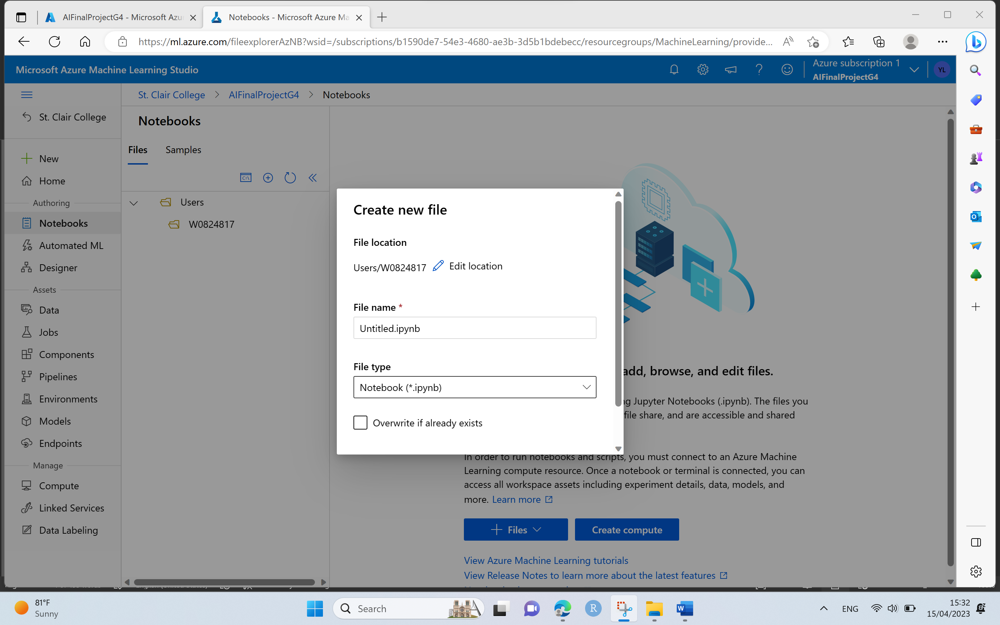 AIFinalProjectG4 - Microsoft Azu
Notebooks - Microsoft Azure Ma
https://ml.azure.com/fileexplorerAzNB?wsid=/subscriptions/b1590de7-54e3-4680-ae3b-3d5b1bdebecc/resourcegroups/MachineLearning/provide...
Microsoft Azure Machine Learning Studio
Azure subscription 1
AIFinalProjectG4
YL
St. Clair College > AIFinalProjectG4 > Notebooks
St. Clair College
New
Home
Authoring
Notebooks
Automated ML
Designer
Assets
Data
Jobs
Components
Pipelines
Environments
Models
Endpoints
Manage
Compute
Linked Services
Data Labeling
Notebooks
Files Samples
Users
W0824817
Create new file
File location
Users/W0824817 Edit location
File name *
Untitled.ipynb
File type
Notebook (*.ipynb)
Overwrite if already exists
add, browse, and edit files.
Jupyter Notebooks (.ipynb). The files you
file share, and are accessible and shared
In order to run notebooks and scripts, you must connect to an Azure Machine
Learning compute resource. Once a notebook or terminal is connected, you can
access all workspace assets including experiment details, data, models, and
more. Learn more
Files
Create compute
View Azure Machine Learning tutorials
View Release Notes to learn more about the latest features
81°F
Sunny
Search
ENG
15:32
15/04/2023